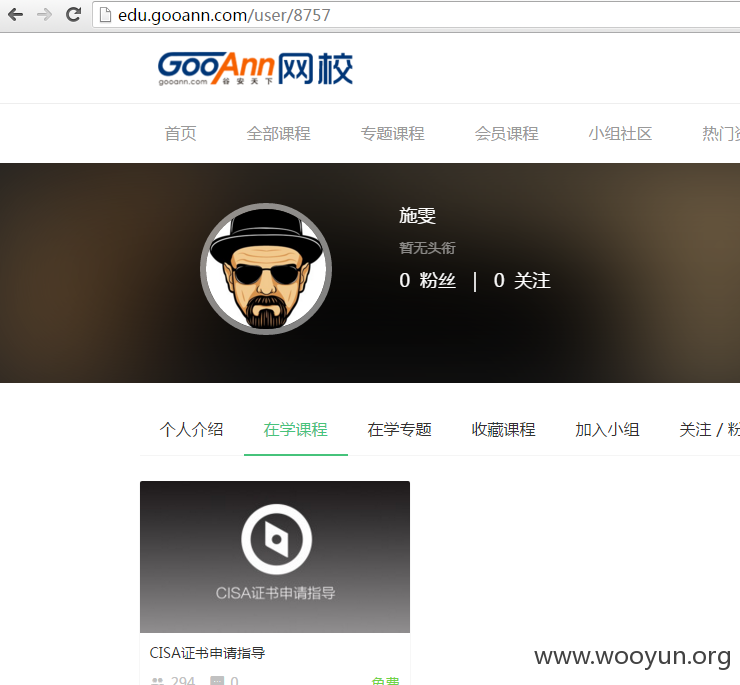 edu.gooann.com/user/8757
GooAnn网校
gooann.com 谷安天下
首页 全部课程 专题课程 会员课程 小组社区 热门
施雯
暂无头衔
0 粉丝 | 0 关注
个人介绍 在学课程 在学专题 收藏课程 加入小组 关注 / 粉
CISA证书申请指导
CISA证书申请指导
294 0 免费
www.wooyun.org